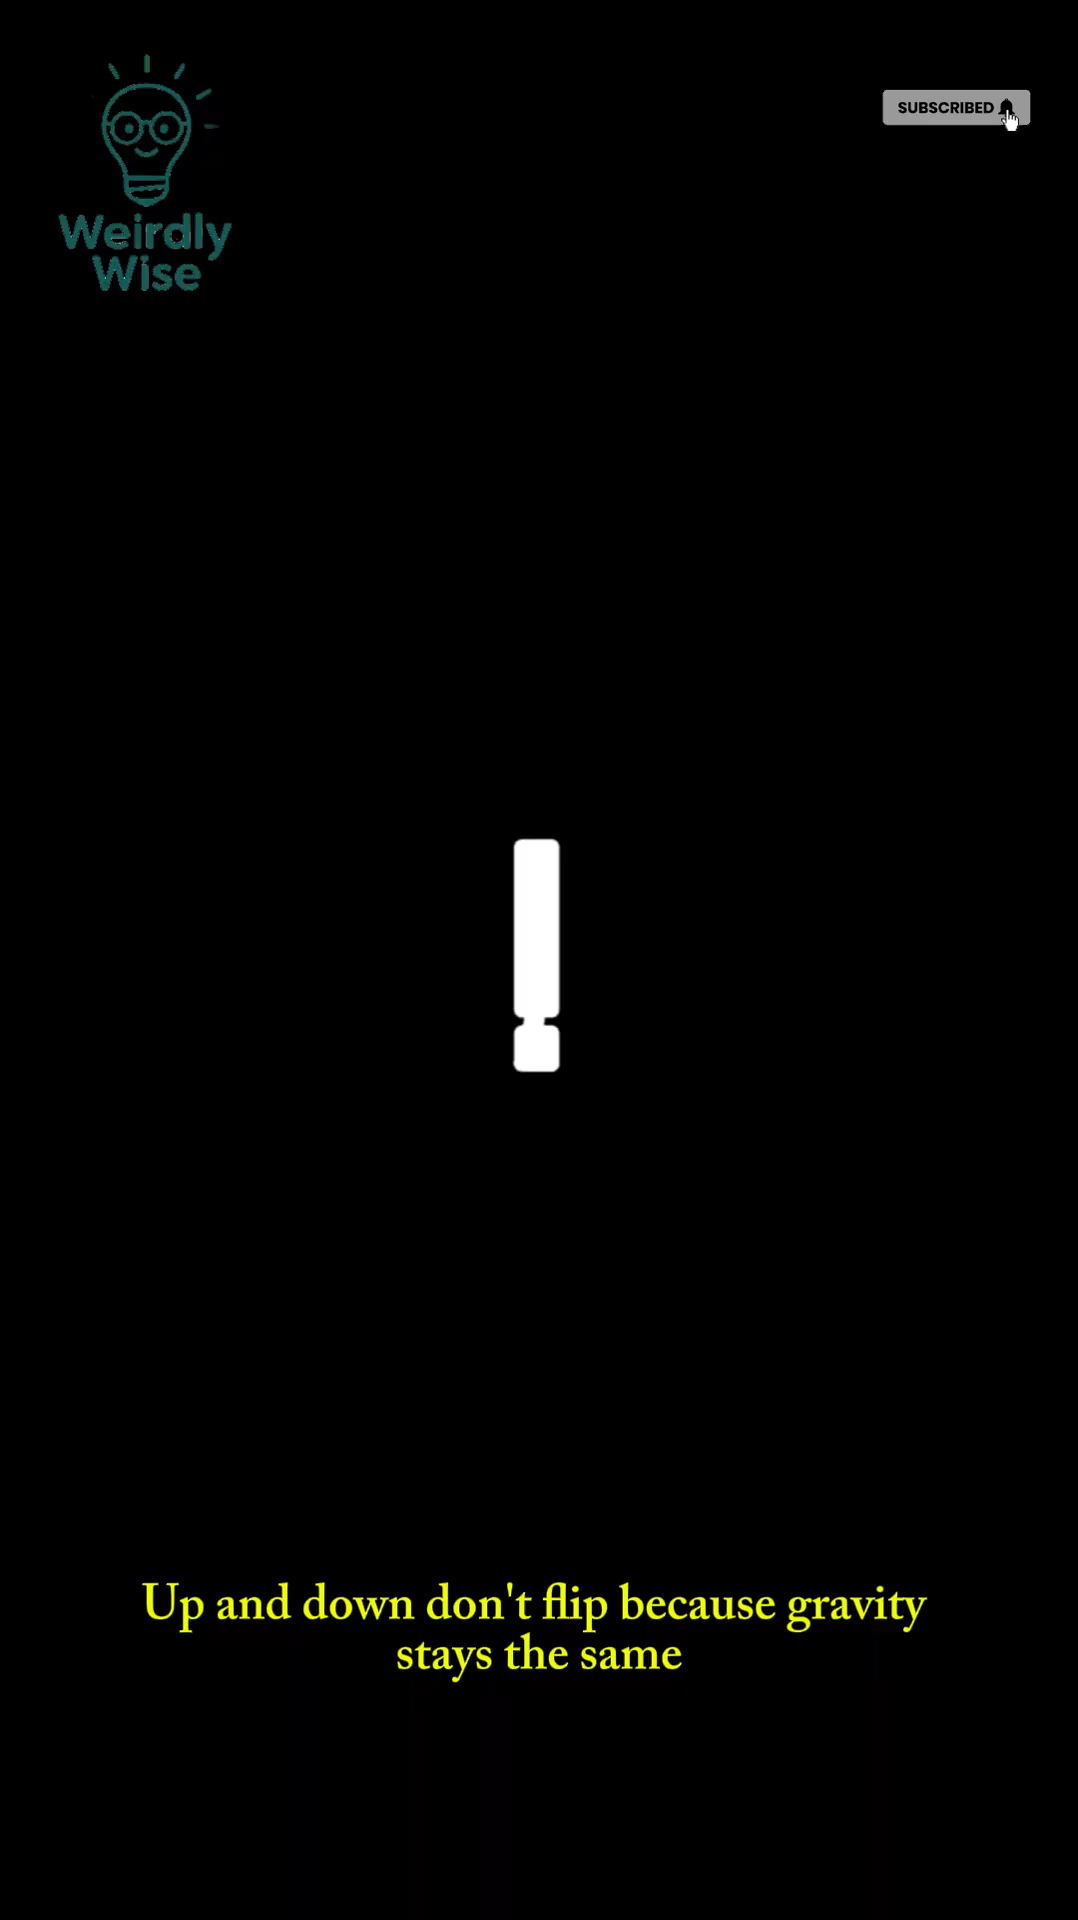 Weirdly
Wise
SUBSCRIBED
!
Up and down don't flip because gravity
stays the same